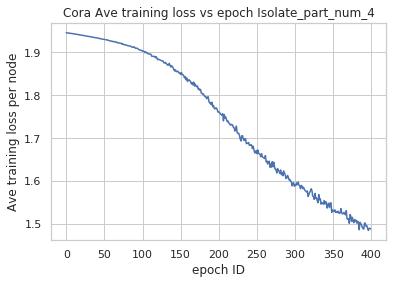 Cora Ave training loss vs epoch Isolate_part_num_4
Ave training loss per node
1.9
1.8
1.7
1.6
1.5
0 50 100 150 200 250 300 350 400
epoch ID